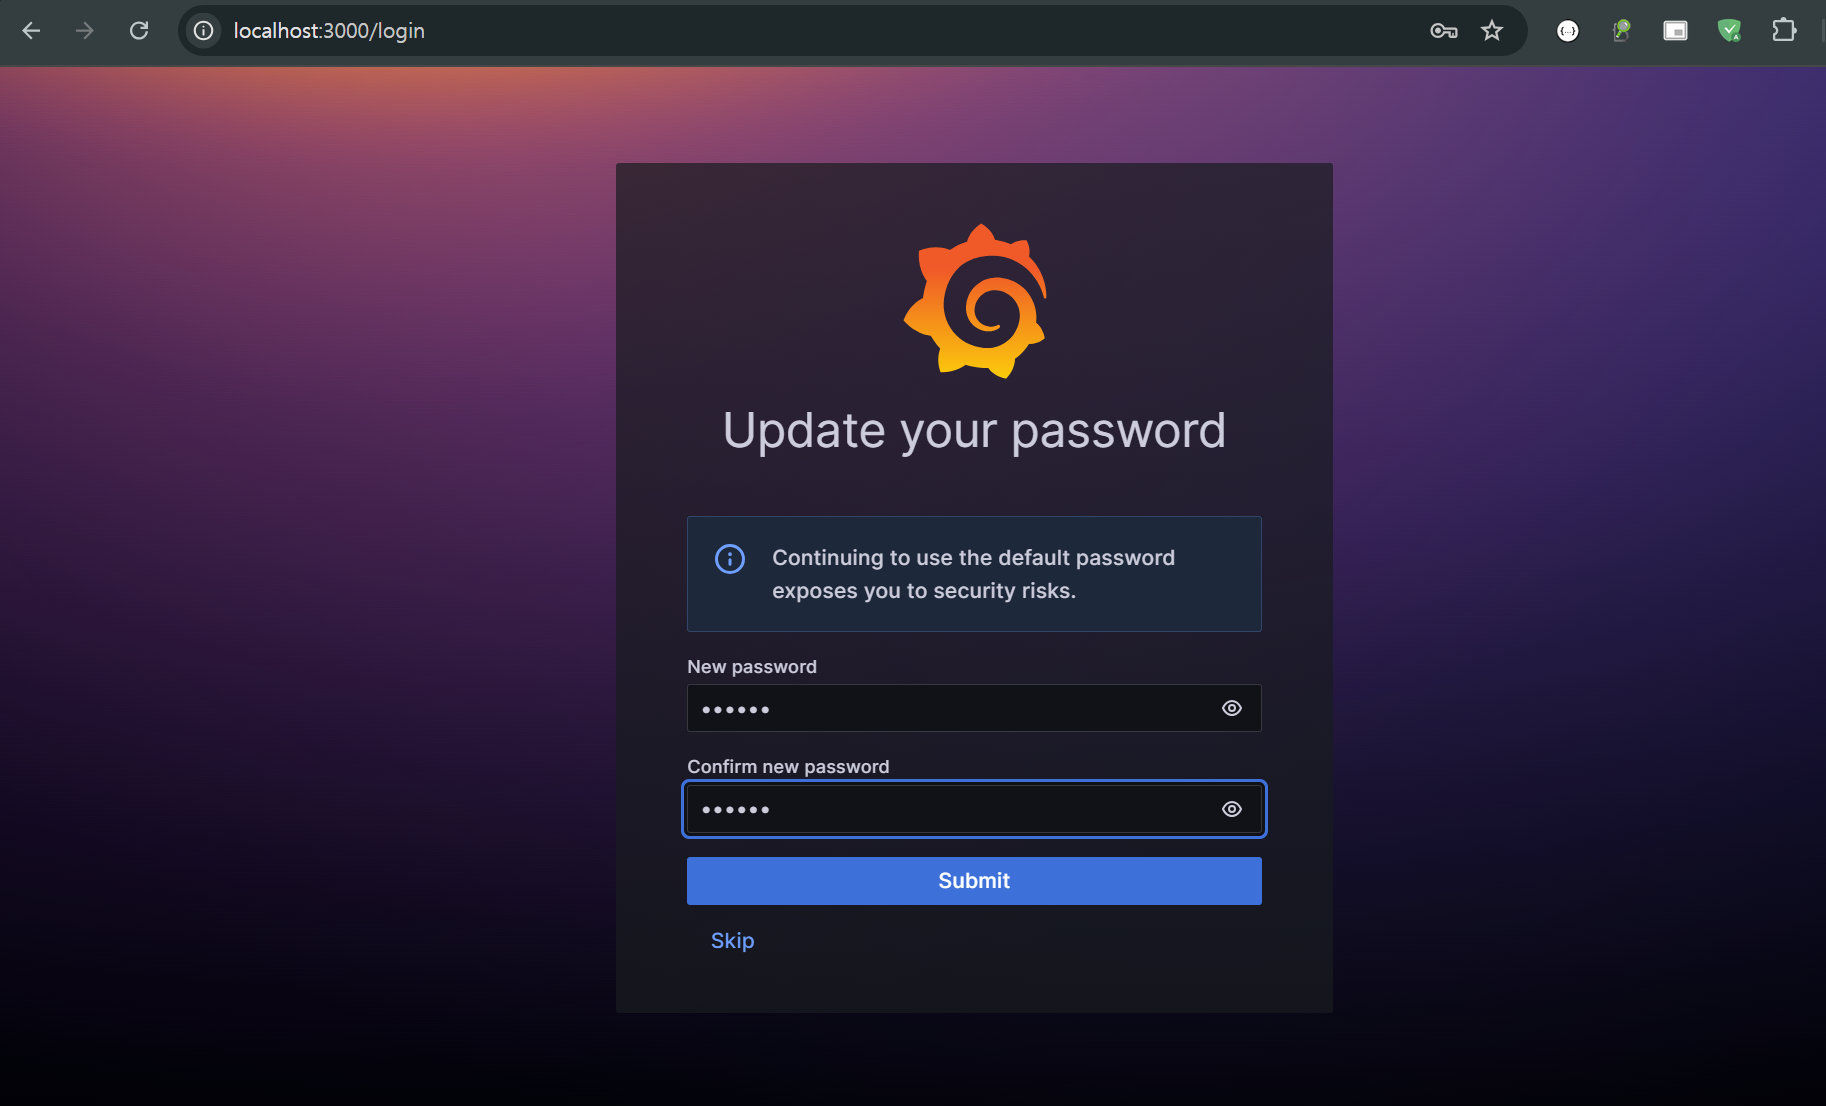 localhost:3000/login
Update your password
Continuing to use the default password
exposes you to security risks.
New password
••••••
Confirm new password
••••••
Submit
Skip